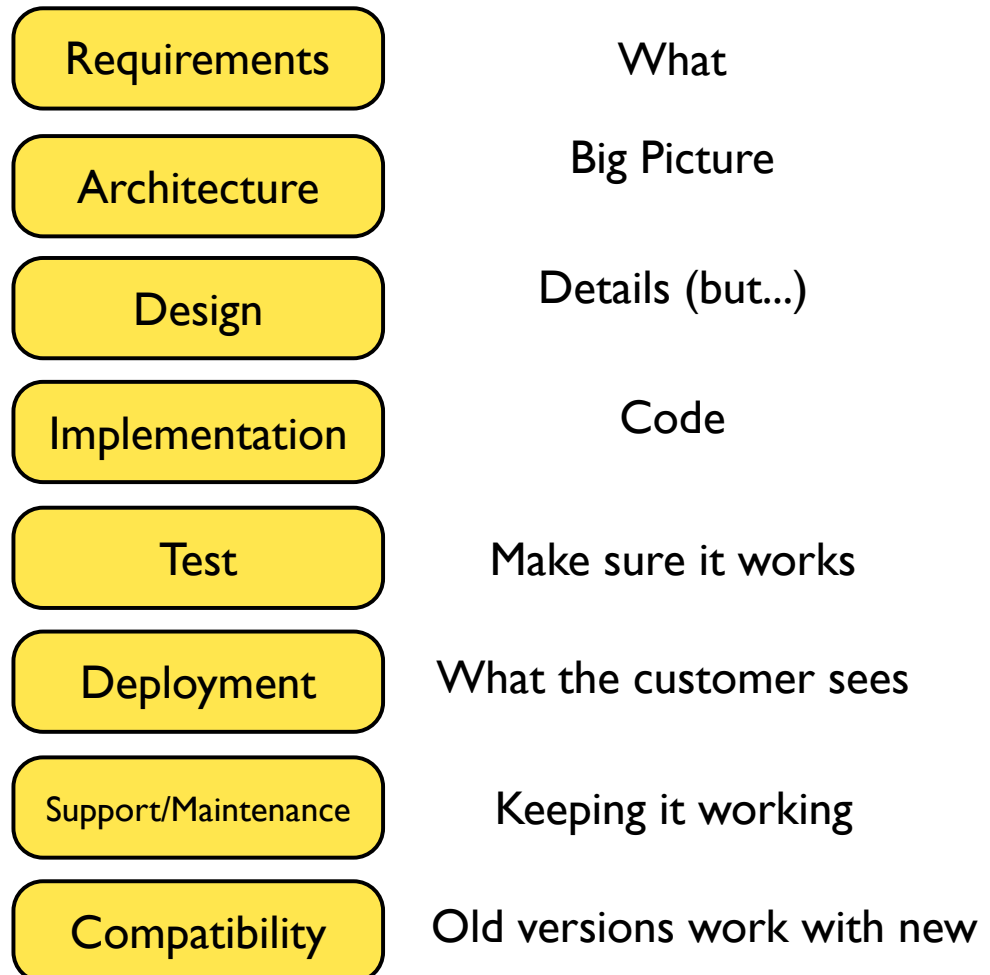 Requirements
What
Architecture
Big Picture
Design
Details (but...)
Implementation
Code
Test
Make sure it works
Deployment
What the customer sees
Support/Maintenance
Keeping it working
Compatibility
Old versions work with new